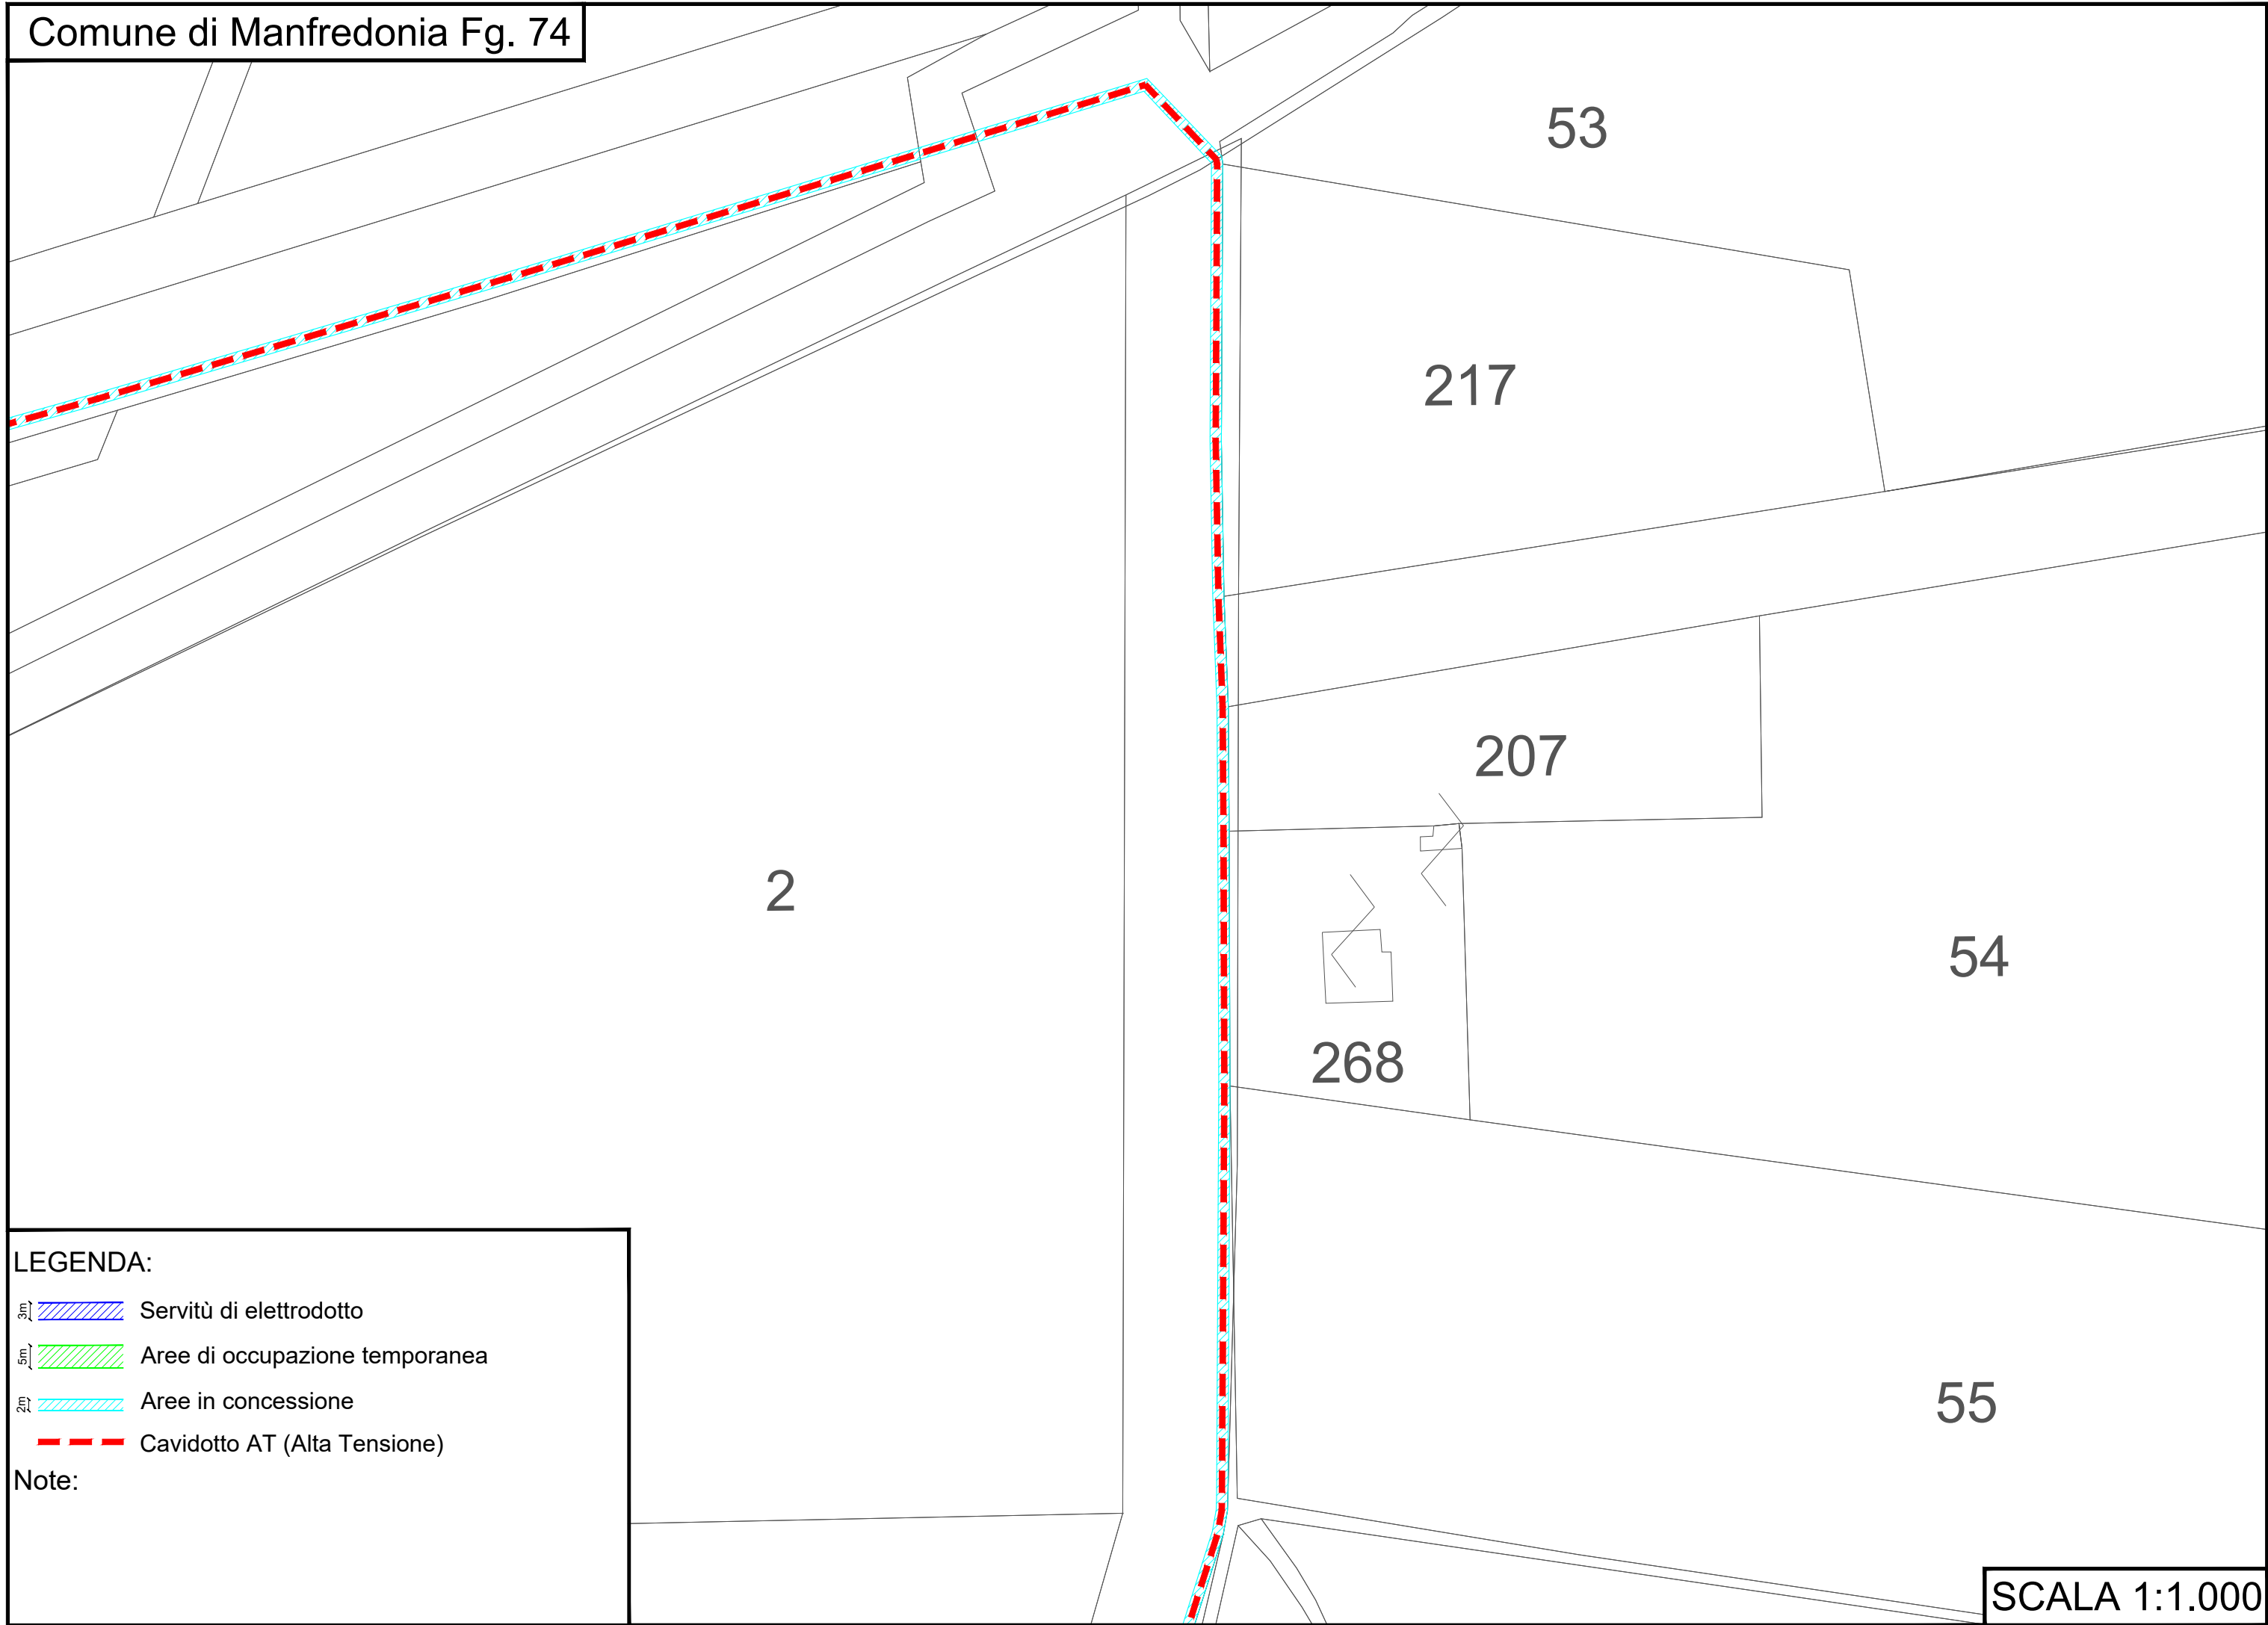 Comune di Manfredonia Fg. 74
53
217
207
2
54
268
55
LEGENDA:
3m Servitù di elettrodotto
5m Aree di occupazione temporanea
2m Aree in concessione
Cavidotto AT (Alta Tensione)
Note:
SCALA 1:1.000